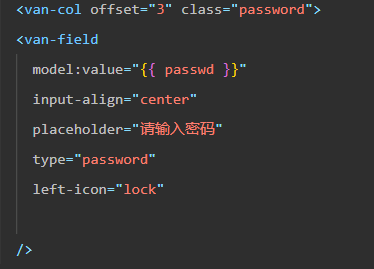 <van-col offset="3" class="password">
<van-field
model:value="{{ passwd }}"
input-align="center"
placeholder="请输入密码"
type="password"
left-icon="lock"
/>